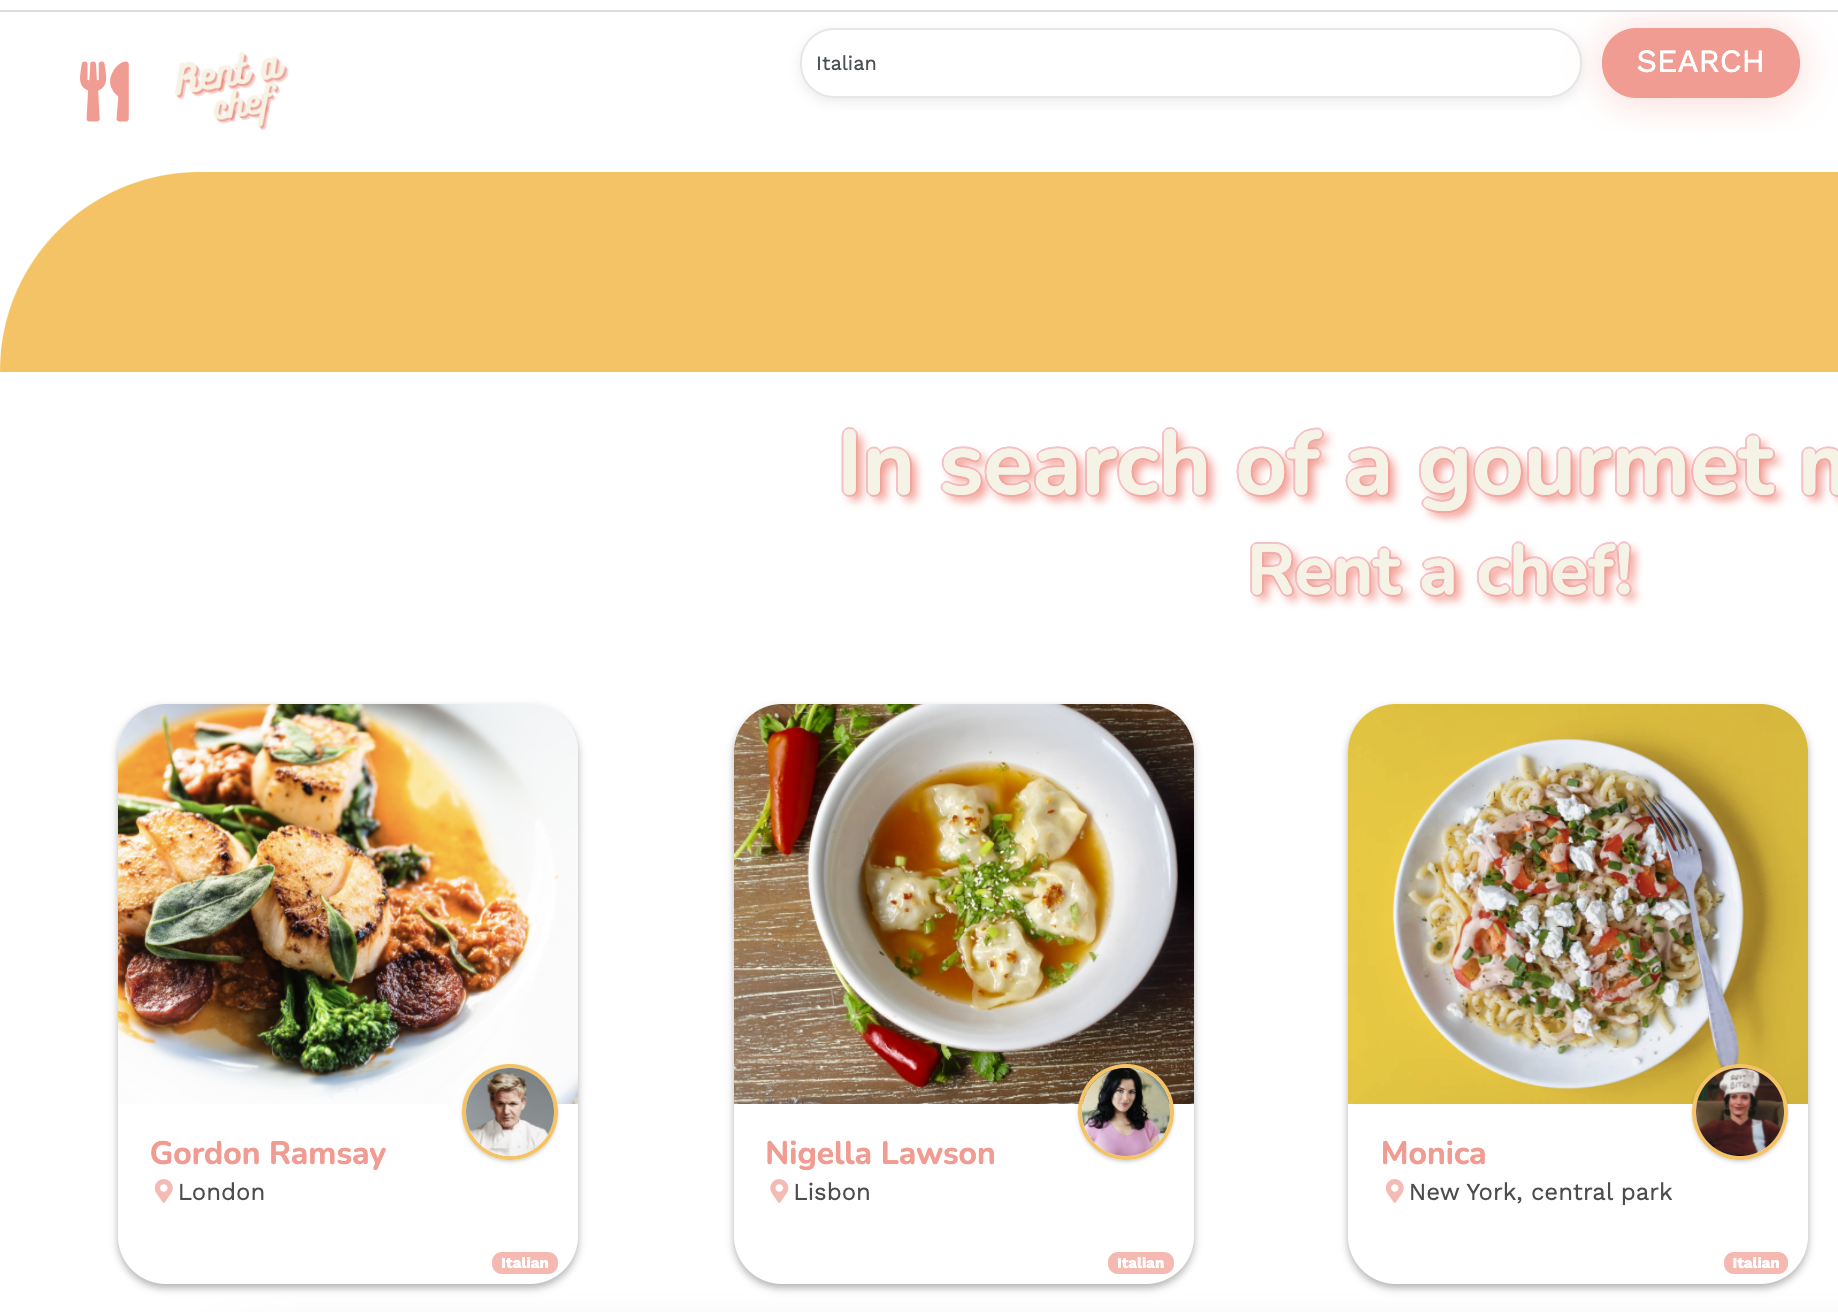 Rent a
chef
Italian
SEARCH
In search of a gourmet
Rent a chef!
Gordon Ramsay
London
Italian
Nigella Lawson
Lisbon
Italian
Monica
New York, central park
Italian